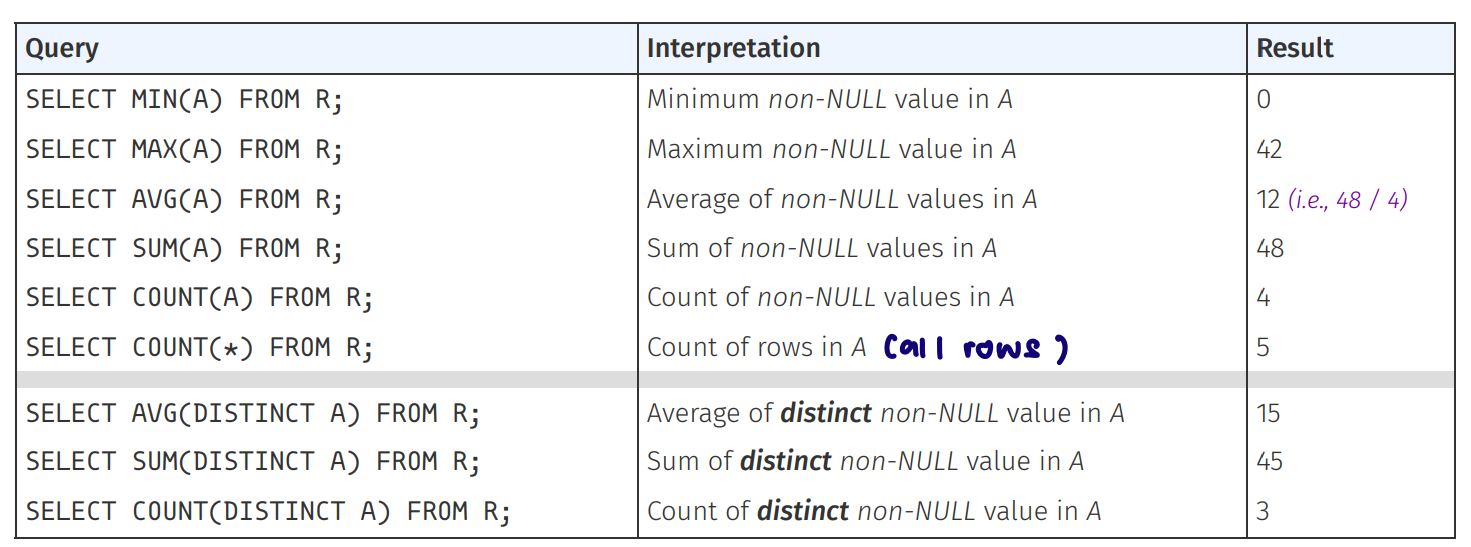 Query Interpretation Result
SELECT MIN(A) FROM R; Minimum non-NULL value in A 0
SELECT MAX(A) FROM R; Maximum non-NULL value in A 42
SELECT AVG(A) FROM R; Average of non-NULL values in A 12 (i.e., 48 / 4)
SELECT SUM(A) FROM R; Sum of non-NULL values in A 48
SELECT COUNT(A) FROM R; Count of non-NULL values in A 4
SELECT COUNT(*) FROM R; Count of rows in A (all rows) 5
SELECT AVG(DISTINCT A) FROM R; Average of distinct non-NULL value in A 15
SELECT SUM(DISTINCT A) FROM R; Sum of distinct non-NULL value in A 45
SELECT COUNT(DISTINCT A) FROM R; Count of distinct non-NULL value in A 3